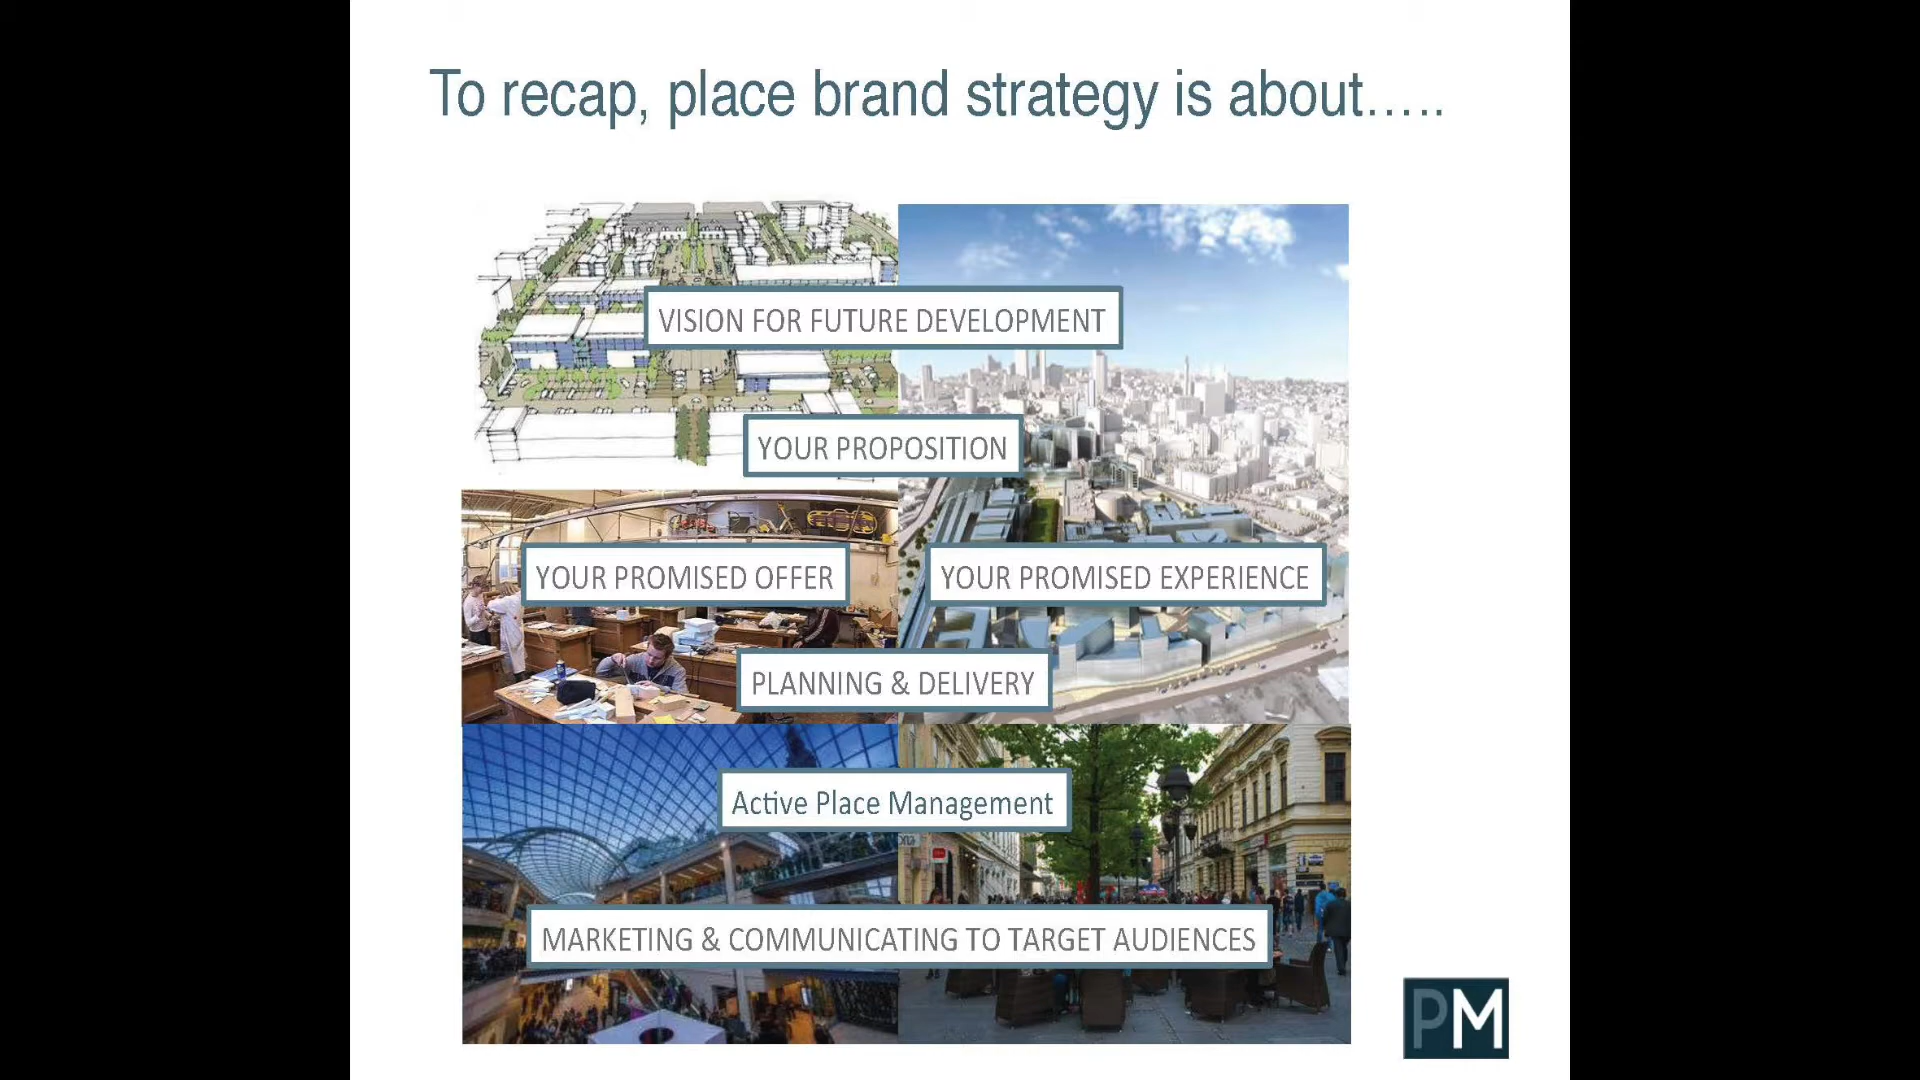 To recap, place brand strategy is about…..
VISION FOR FUTURE DEVELOPMENT
YOUR PROPOSITION
YOUR PROMISED OFFER
YOUR PROMISED EXPERIENCE
PLANNING & DELIVERY
Active Place Management
MARKETING & COMMUNICATING TO TARGET AUDIENCES
PM